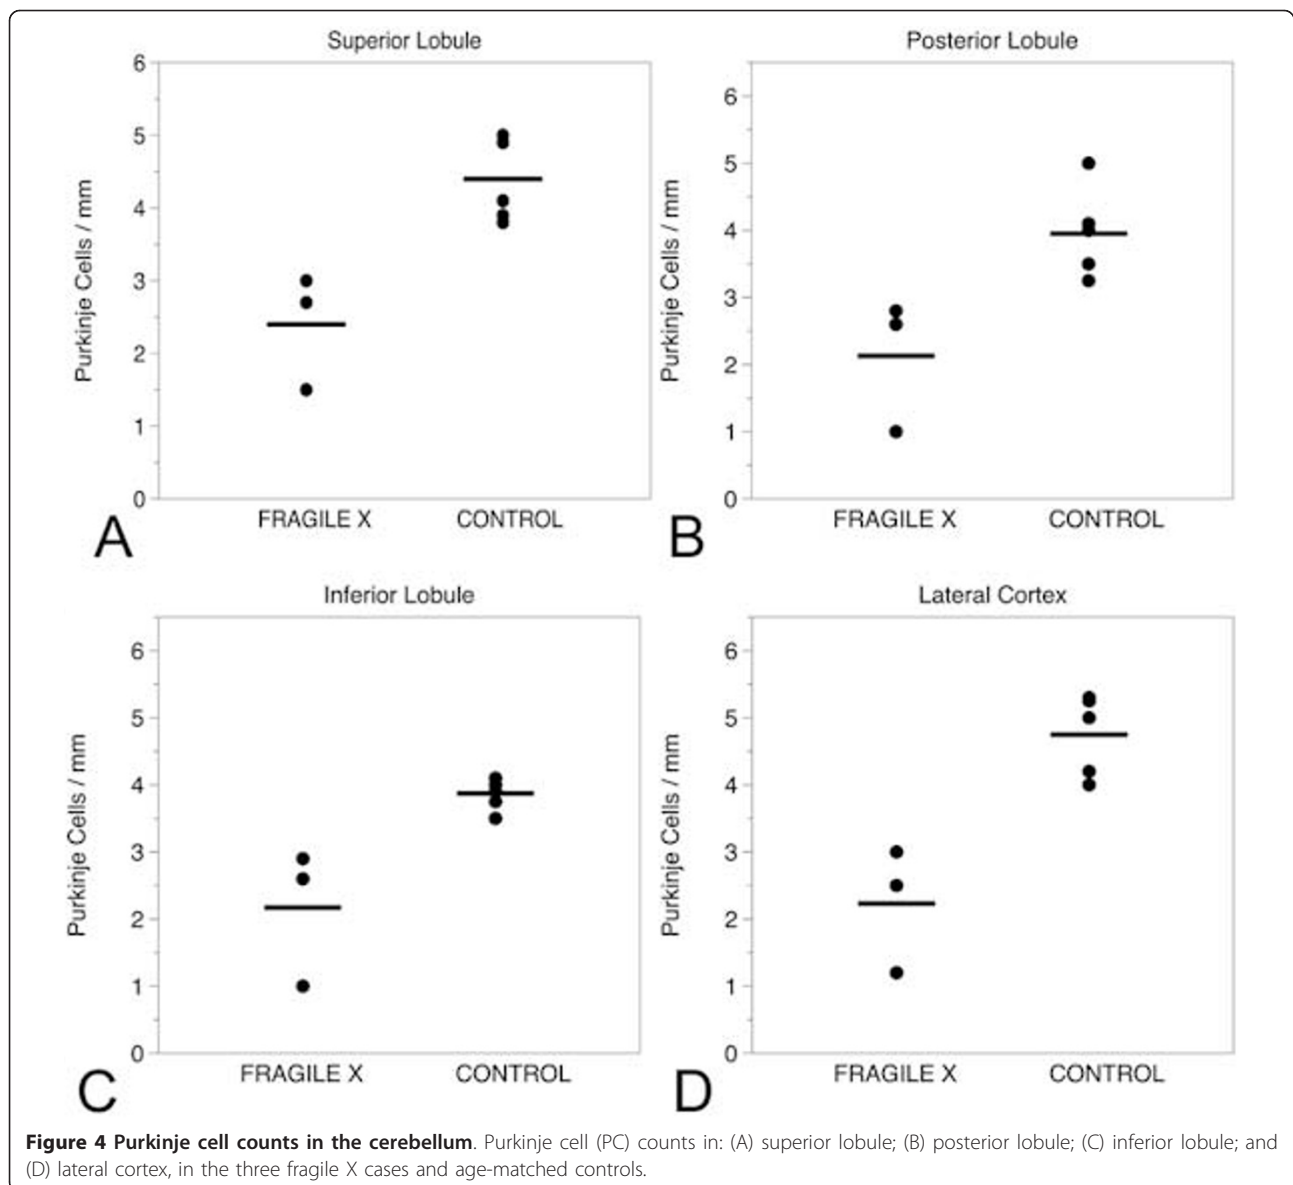 Superior Lobule
6
5
4
3
2
1
0
Purkinje Cells / mm
FRAGILE X CONTROL
A
Posterior Lobule
6
5
4
3
2
1
0
Purkinje Cells / mm
FRAGILE X CONTROL
B
Inferior Lobule
6
5
4
3
2
1
0
Purkinje Cells / mm
FRAGILE X CONTROL
C
Lateral Cortex
6
5
4
3
2
1
0
Purkinje Cells / mm
FRAGILE X CONTROL
D
Figure 4 Purkinje cell counts in the cerebellum. Purkinje cell (PC) counts in: (A) superior lobule; (B) posterior lobule; (C) inferior lobule; and
(D) lateral cortex, in the three fragile X cases and age-matched controls.